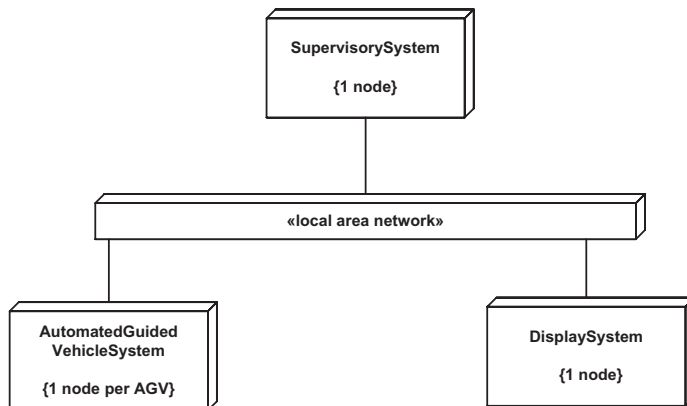 SupervisorySystem
{1 node}
«local area network»
AutomatedGuided
VehicleSystem
{1 node per AGV}
DisplaySystem
{1 node}